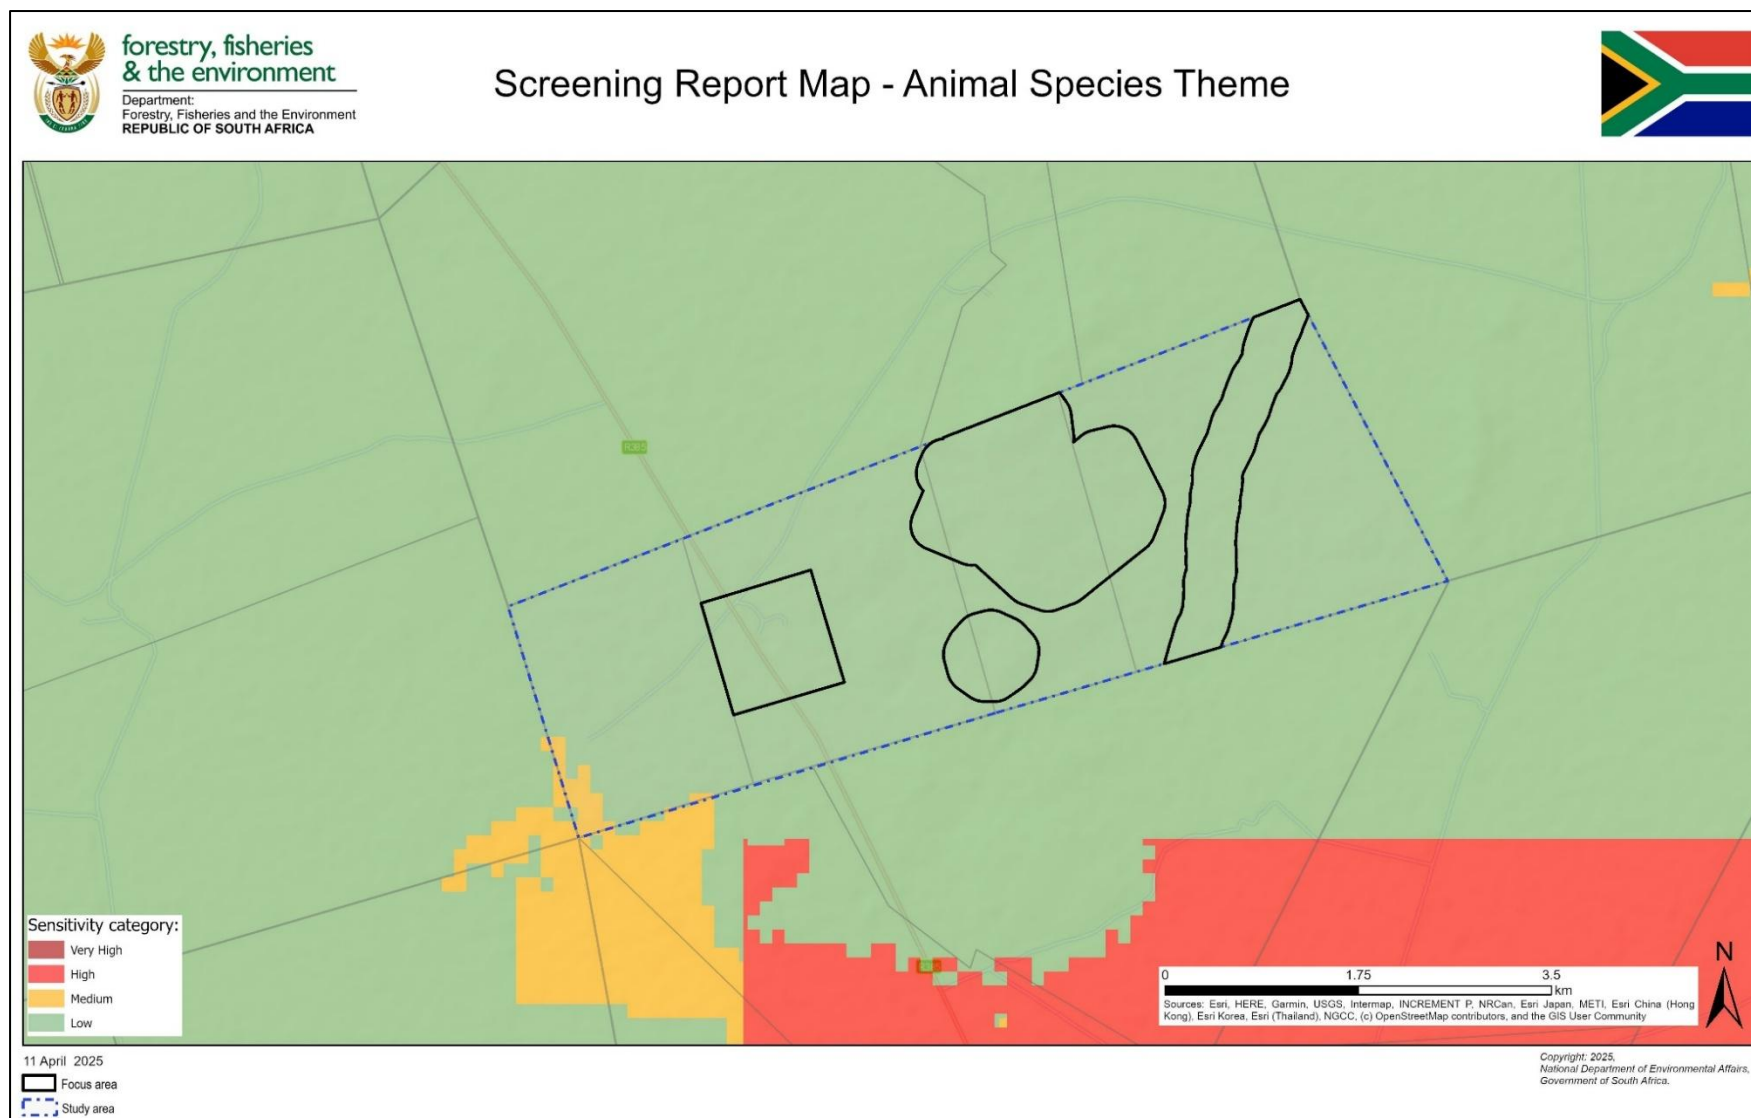 forestry, fisheries
& the environment
Department:
Forestry, Fisheries and the Environment
REPUBLIC OF SOUTH AFRICA
Screening Report Map - Animal Species Theme
R385
Sensitivity category:
Very High
High
Medium
Low
N
0 1.75 3.5
km
Sources: Esri, HERE, Garmin, USGS, Intermap, INCREMENT P, NRCan, Esri Japan, METI, Esri China (Hong
Kong), Esri Korea, Esri (Thailand), NGCC, (c) OpenStreetMap contributors, and the GIS User Community
11 April 2025
Focus area
Study area
Copyright: 2025,
National Department of Environmental Affairs,
Government of South Africa.